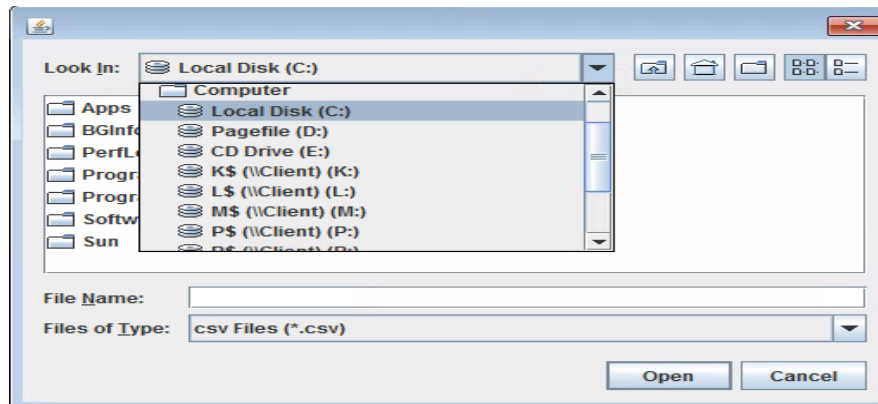 Look In: Local Disk (C:)
Computer
Apps
Local Disk (C:)
BGInfo
Pagefile (D:)
PerfL
CD Drive (E:)
Progr
K$ (\\Client) (K:)
Progr
L$ (\\Client) (L:)
Softw
M$ (\\Client) (M:)
Sun
P$ (\\Client) (P:)
File Name:
Files of Type: csv Files (*.csv)
Open Cancel